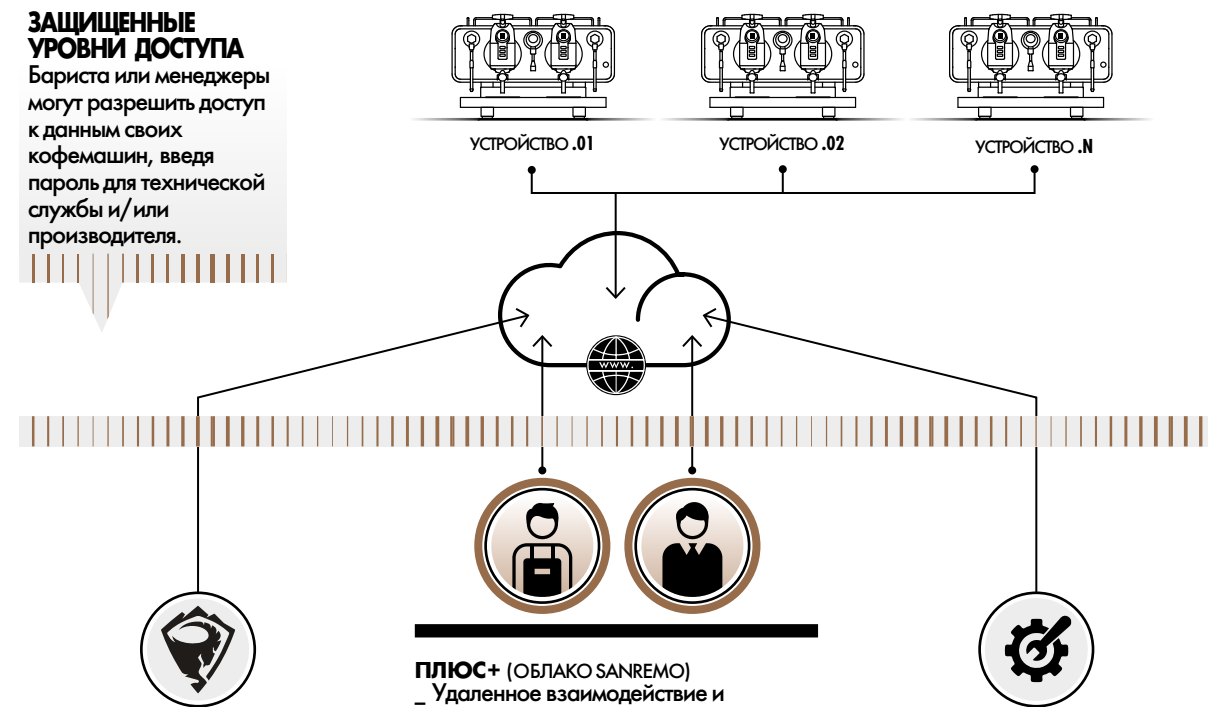 ЗАЩИЩЕННЫЕ
УРОВНИ ДОСТУПА
Бариста или менеджеры
могут разрешить доступ
к данным своих
кофемашин, введя
пароль для технической
службы и/или
производителя.
УСТРОЙСТВО .01
УСТРОЙСТВО .02
УСТРОЙСТВО .N
www.
ПЛЮС+ (ОБЛАКО SANREMO)
_ Удаленное взаимодействие и